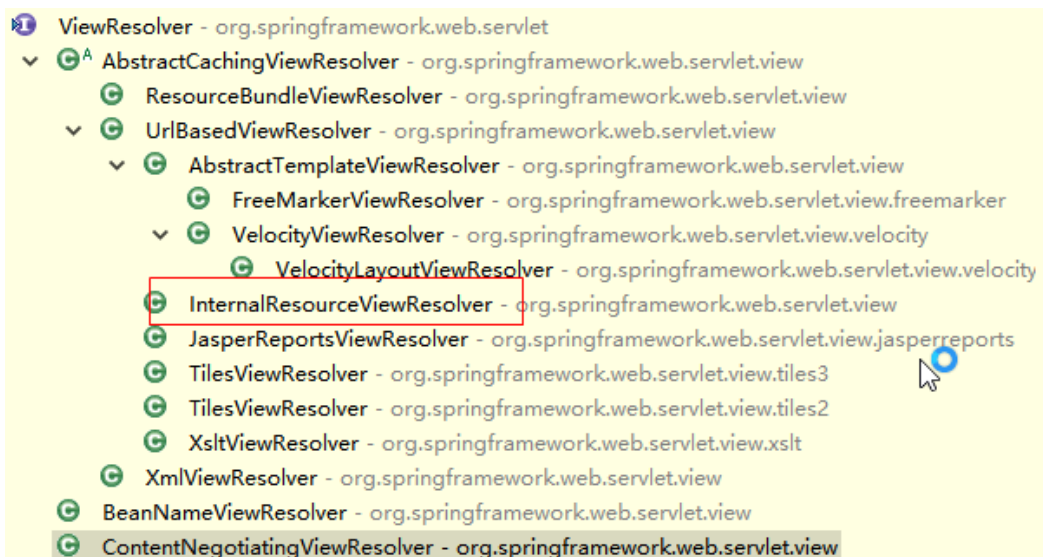 ViewResolver - org.springframework.web.servlet
AbstractCachingViewResolver - org.springframework.web.servlet.view
ResourceBundleViewResolver - org.springframework.web.servlet.view
UrlBasedViewResolver - org.springframework.web.servlet.view
AbstractTemplateViewResolver - org.springframework.web.servlet.view
FreeMarkerViewResolver - org.springframework.web.servlet.view.freemarker
VelocityViewResolver - org.springframework.web.servlet.view.velocity
VelocityLayoutViewResolver - org.springframework.web.servlet.view.velocity
InternalResourceViewResolver - org.springframework.web.servlet.view
JasperReportsViewResolver - org.springframework.web.servlet.view.jasperreports
TilesViewResolver - org.springframework.web.servlet.view.tiles3
TilesViewResolver - org.springframework.web.servlet.view.tiles2
XsltViewResolver - org.springframework.web.servlet.view.xslt
XmlViewResolver - org.springframework.web.servlet.view
BeanNameViewResolver - org.springframework.web.servlet.view
ContentNegotiatingViewResolver - org.springframework.web.servlet.view